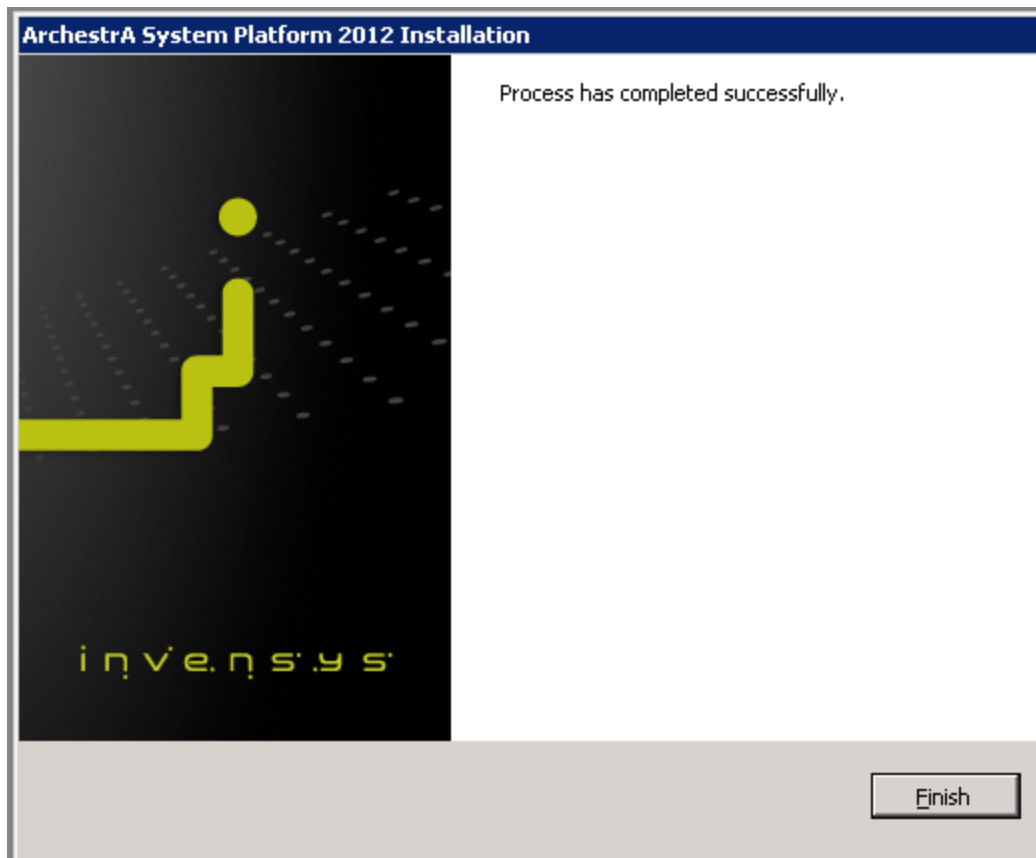 ArchestrA System Platform 2012 Installation
Process has completed successfully.
invensys
Finish